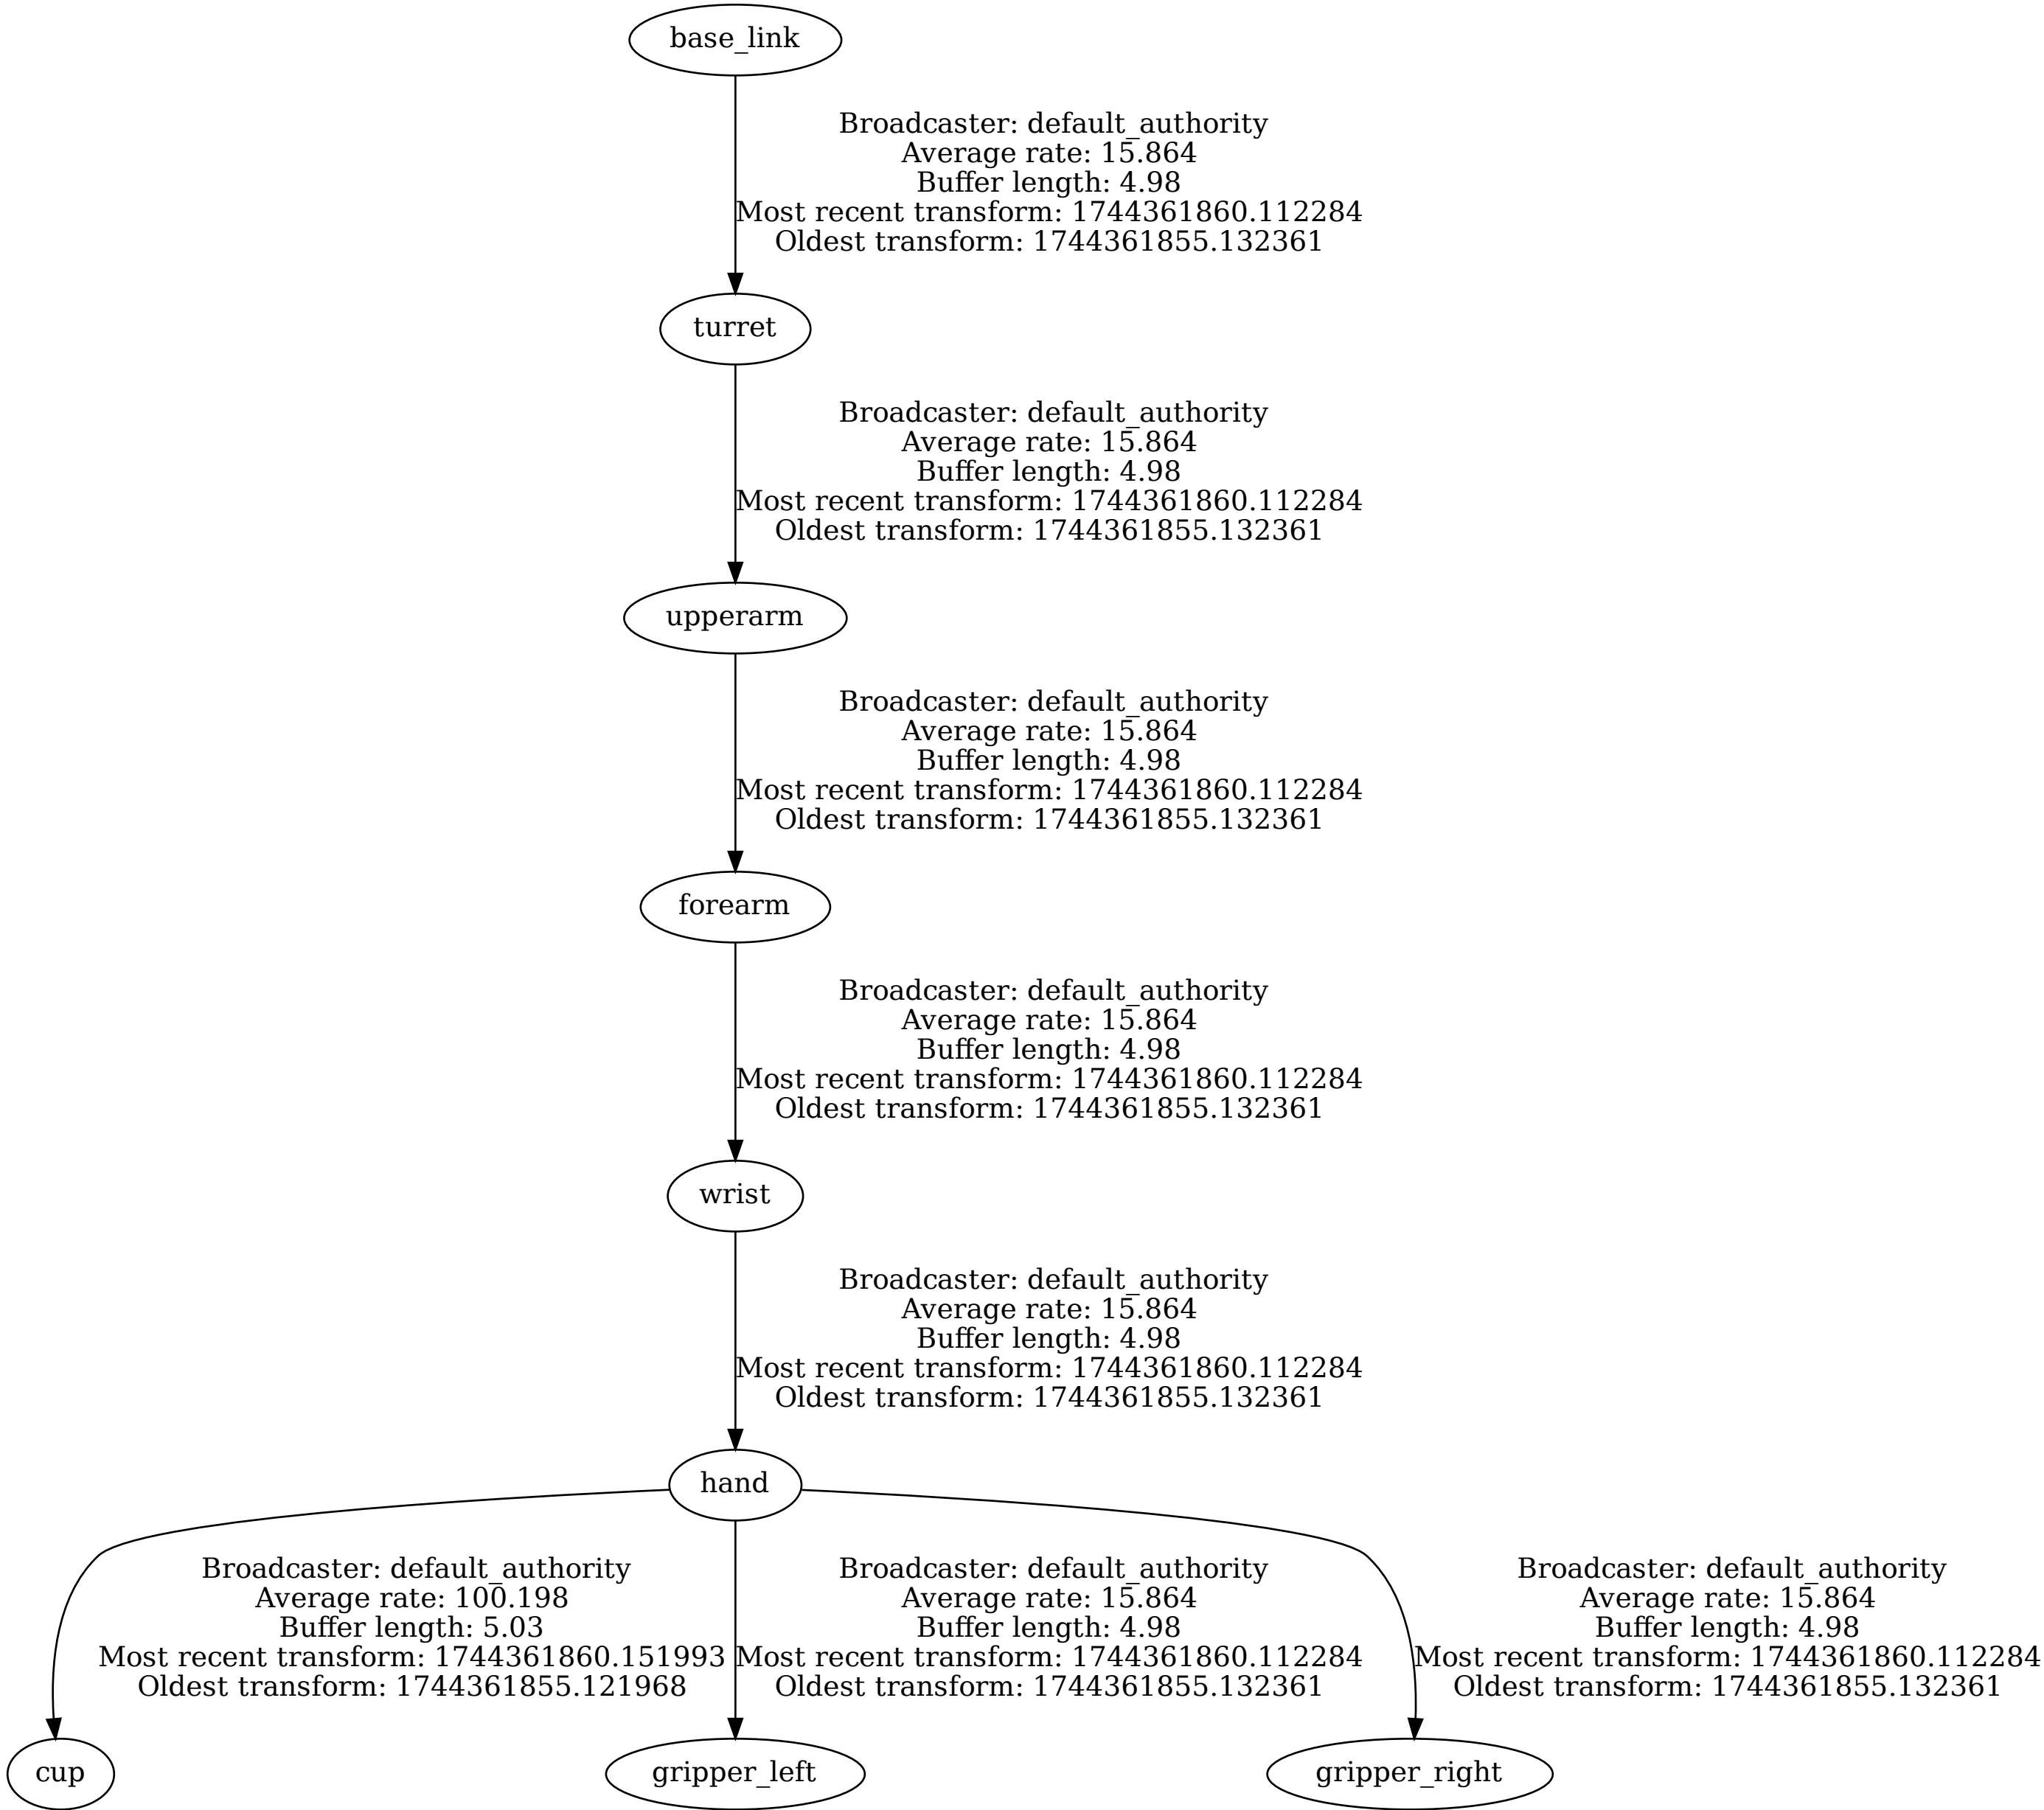 base_link
Broadcaster: default_authority
Average rate: 15.864
Buffer length: 4.98
Most recent transform: 1744361860.112284
Oldest transform: 1744361855.132361
turret
Broadcaster: default_authority
Average rate: 15.864
Buffer length: 4.98
Most recent transform: 1744361860.112284
Oldest transform: 1744361855.132361
upperarm
Broadcaster: default_authority
Average rate: 15.864
Buffer length: 4.98
Most recent transform: 1744361860.112284
Oldest transform: 1744361855.132361
forearm
Broadcaster: default_authority
Average rate: 15.864
Buffer length: 4.98
Most recent transform: 1744361860.112284
Oldest transform: 1744361855.132361
wrist
Broadcaster: default_authority
Average rate: 15.864
Buffer length: 4.98
Most recent transform: 1744361860.112284
Oldest transform: 1744361855.132361
hand
Broadcaster: default_authority
Average rate: 100.198
Buffer length: 5.03
Most recent transform: 1744361860.151993
Oldest transform: 1744361855.121968
Broadcaster: default_authority
Average rate: 15.864
Buffer length: 4.98
Most recent transform: 1744361860.112284
Oldest transform: 1744361855.132361
Broadcaster: default_authority
Average rate: 15.864
Buffer length: 4.98
Most recent transform: 1744361860.112284
Oldest transform: 1744361855.132361
cup
gripper_left
gripper_right